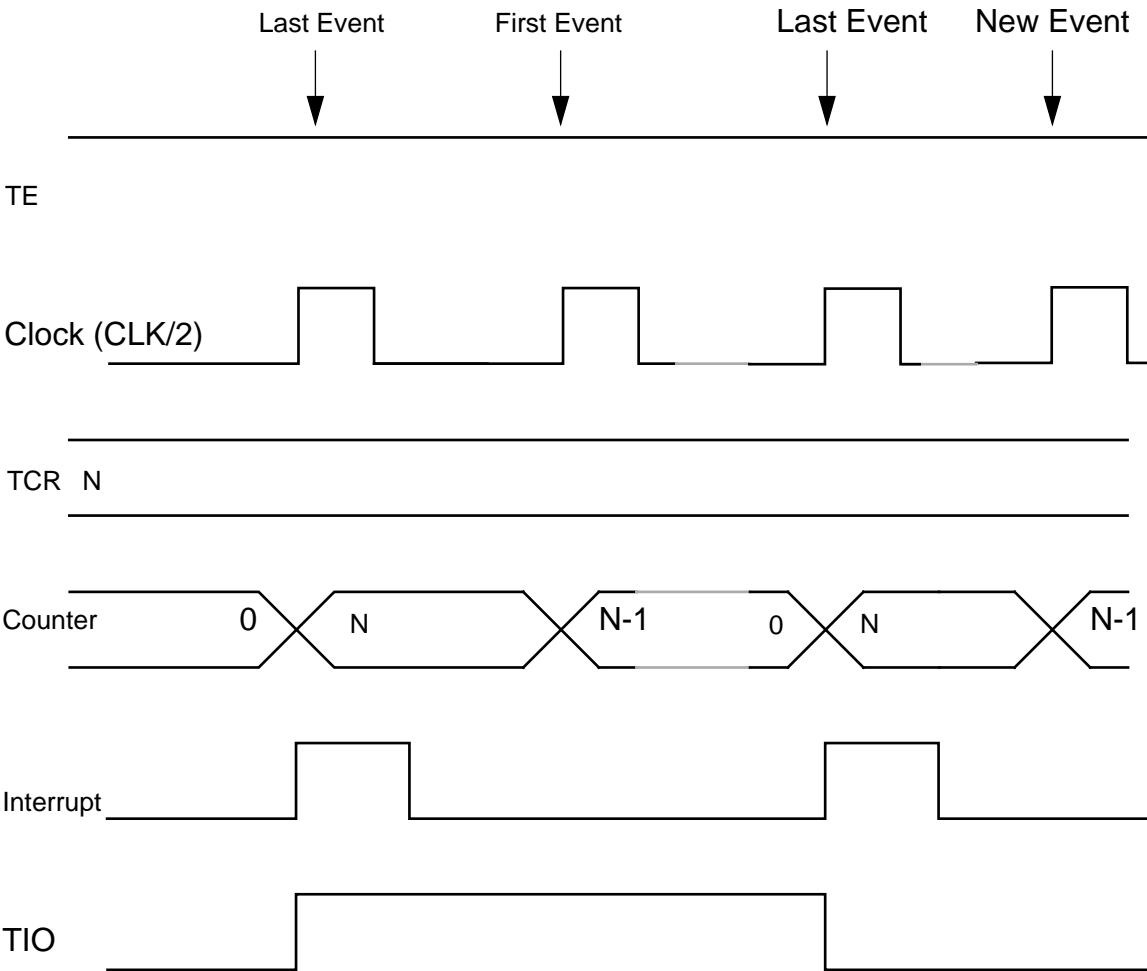 Last Event First Event Last Event New Event
TE
Clock (CLK/2)
TCR N
Counter 0 N N-1 0 N N-1
Interrupt
TIO